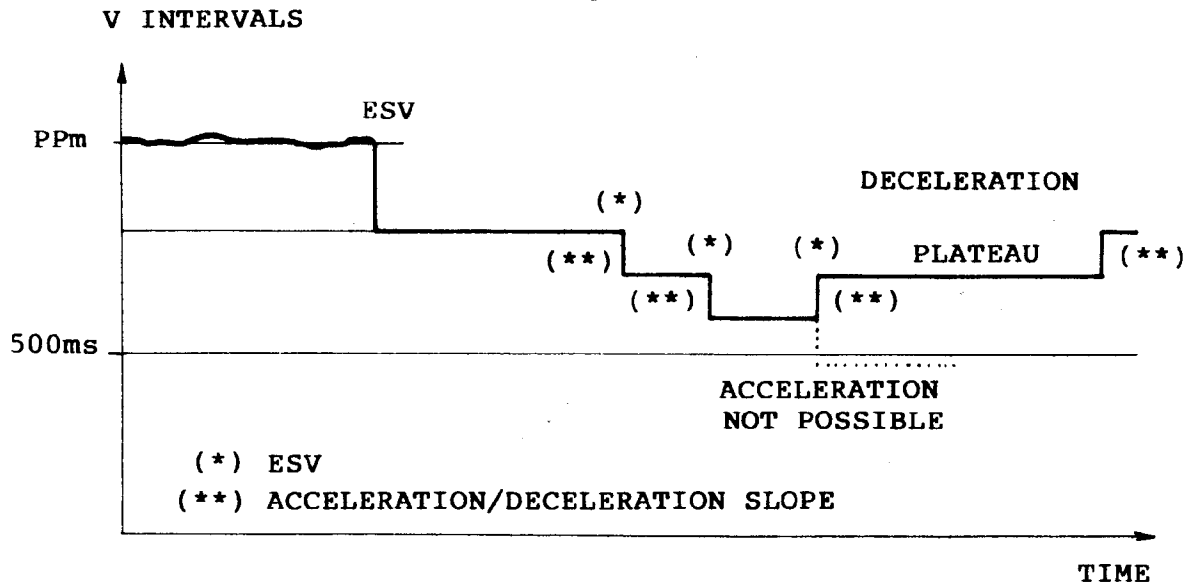 V INTERVALS
ESV
PPm
DECELERATION
(*)
(*) (*)
(**) PLATEAU (**)
(**) (**)
500ms
ACCELERATION
NOT POSSIBLE
(*) ESV
(**) ACCELERATION/DECELERATION SLOPE
TIME